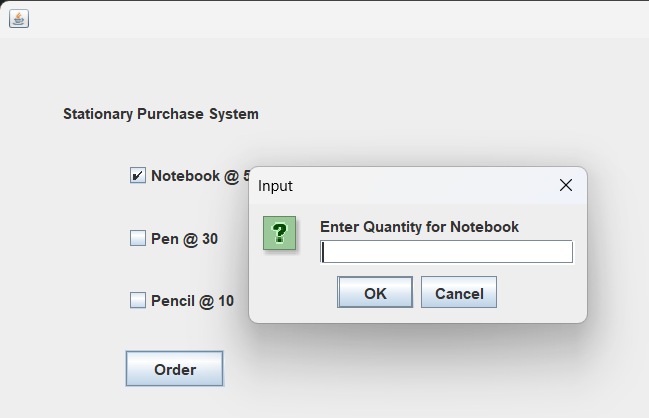 Stationary Purchase System
Notebook @ 5
Input
Enter Quantity for Notebook
OK
Cancel
Pen @ 30
Pencil @ 10
Order